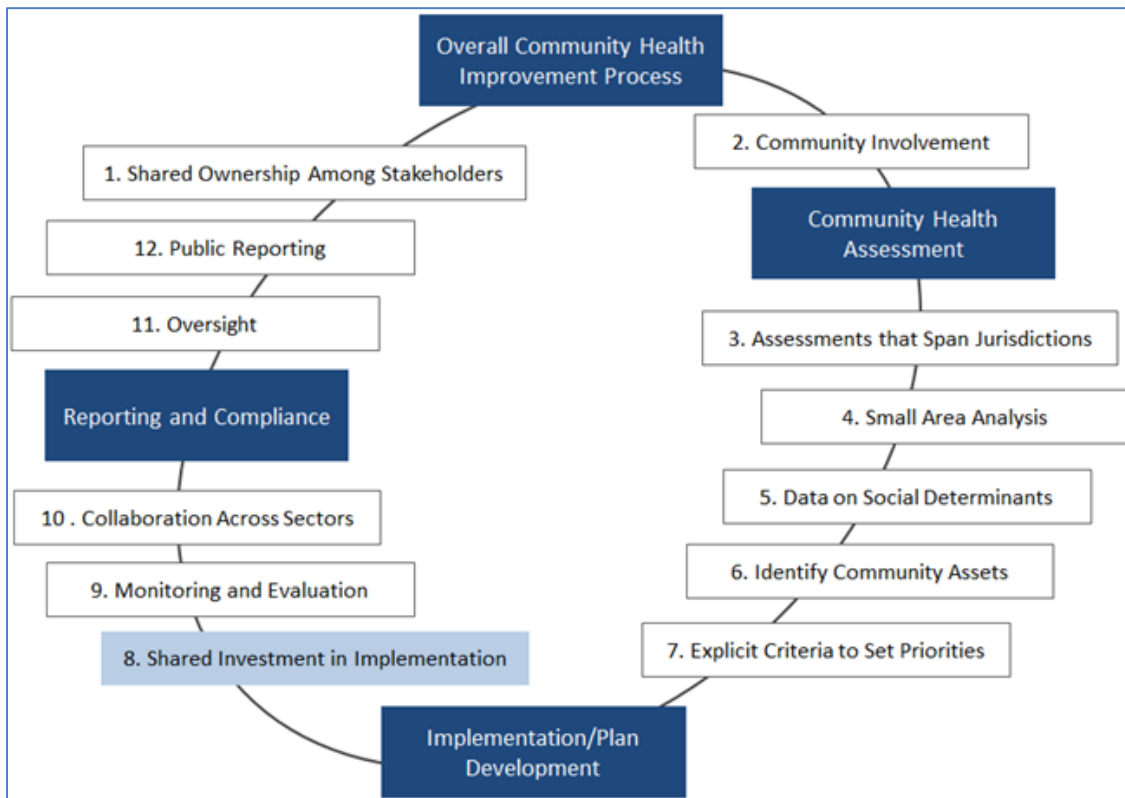 Overall Community Health
Improvement Process
2. Community Involvement
1. Shared Ownership Among Stakeholders
Community Health
Assessment
12. Public Reporting
11. Oversight
3. Assessments that Span Jurisdictions
Reporting and Compliance
4. Small Area Analysis
5. Data on Social Determinants
10 . Collaboration Across Sectors
6. Identify Community Assets
9. Monitoring and Evaluation
7. Explicit Criteria to Set Priorities
8. Shared Investment in Implementation
Implementation/Plan
Development